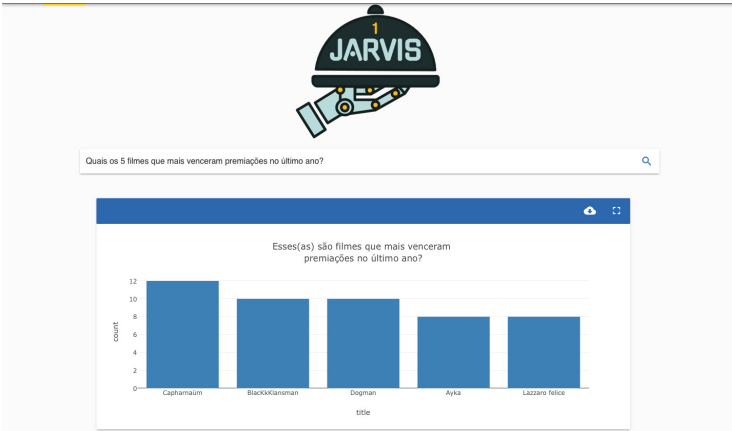 1
JARVIS
Quais os 5 filmes que mais venceram premiações no último ano?
Esses(as) são filmes que mais venceram
premiações no último ano?
12
10
8
6
4
2
0
count
Capharnaüm BlacKkKlansman Dogman Ayka Lazzaro felice
title